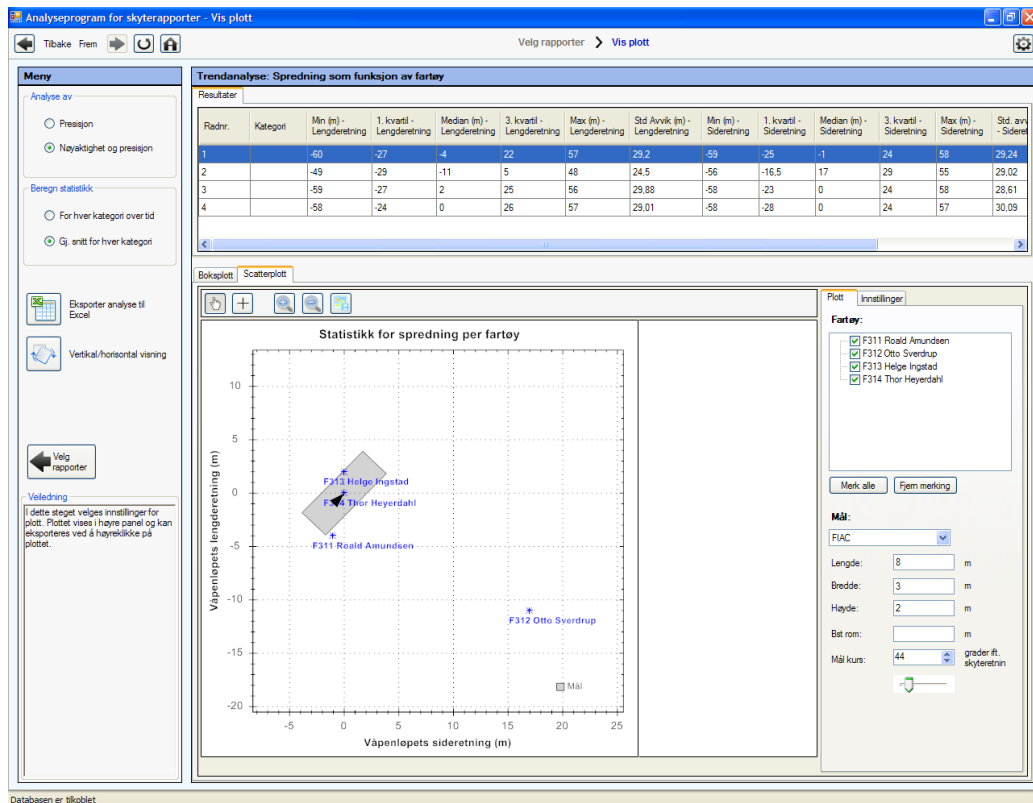 Analyseprogram for skyterapporter - Vis plott
Tilbake Frem
Velg rapporter > Vis plott
Meny
Analyse av
Presisjon
Nøyaktighet og presisjon
Beregn statistikk
For hver kategori over tid
Gj. snitt for hver kategori
Eksporter analyse til
Excel
Vertikal/horisontal visning
Velg
rapporter
Veiledning
I dette steget velges innstillinger for
plott. Plottet vises i høyre panel og kan
eksporteres ved å høyreklikke på
plottet.
Trendanalyse: Spredning som funksjon av fartøy
Resultater
Radnr. Kategori Min (m) - Lengderetning 1. kvartil - Lengderetning Median (m) - Lengderetning 3. kvartil - Lengderetning Max (m) - Lengderetning Std Avvik (m) - Lengderetning Min (m) - Sideretning 1. kvartil - Sideretning Median (m) - Sideretning 3. kvartil - Sideretning Max (m) - Sideretning Std. avv - Sideret
1 -60 -27 -4 22 57 29,2 -59 -25 -1 24 58 29,24
2 -49 -29 -11 5 48 24,5 -56 -16,5 17 29 55 29,02
3 -59 -27 2 25 56 29,88 -58 -23 0 24 58 28,61
4 -58 -24 0 26 57 29,01 -58 -28 0 24 57 30,09
Boksplott Scatterplott
Statistikk for spredning per fartøy
Våpenløpets lengderetning (m)
10
5
0
-5
-10
-15
-20
F313 Helge Ingstad
F314 Thor Heyerdahl
F311 Roald Amundsen
F312 Otto Sverdrup
Mål
-5 0 5 10 15 20 25
Våpenløpets sideretning (m)
Plott Innstillinger
Fartøy:
F311 Roald Amundsen
F312 Otto Sverdrup
F313 Helge Ingstad
F314 Thor Heyerdahl
Merk alle Fjern merking
Mål:
FIAC
Lengde: 8 m
Bredde: 3 m
Høyde: 2 m
Bst rom: m
Mål kurs: 44 grader ift.
skyteretnin
Databasen er tilkoblet